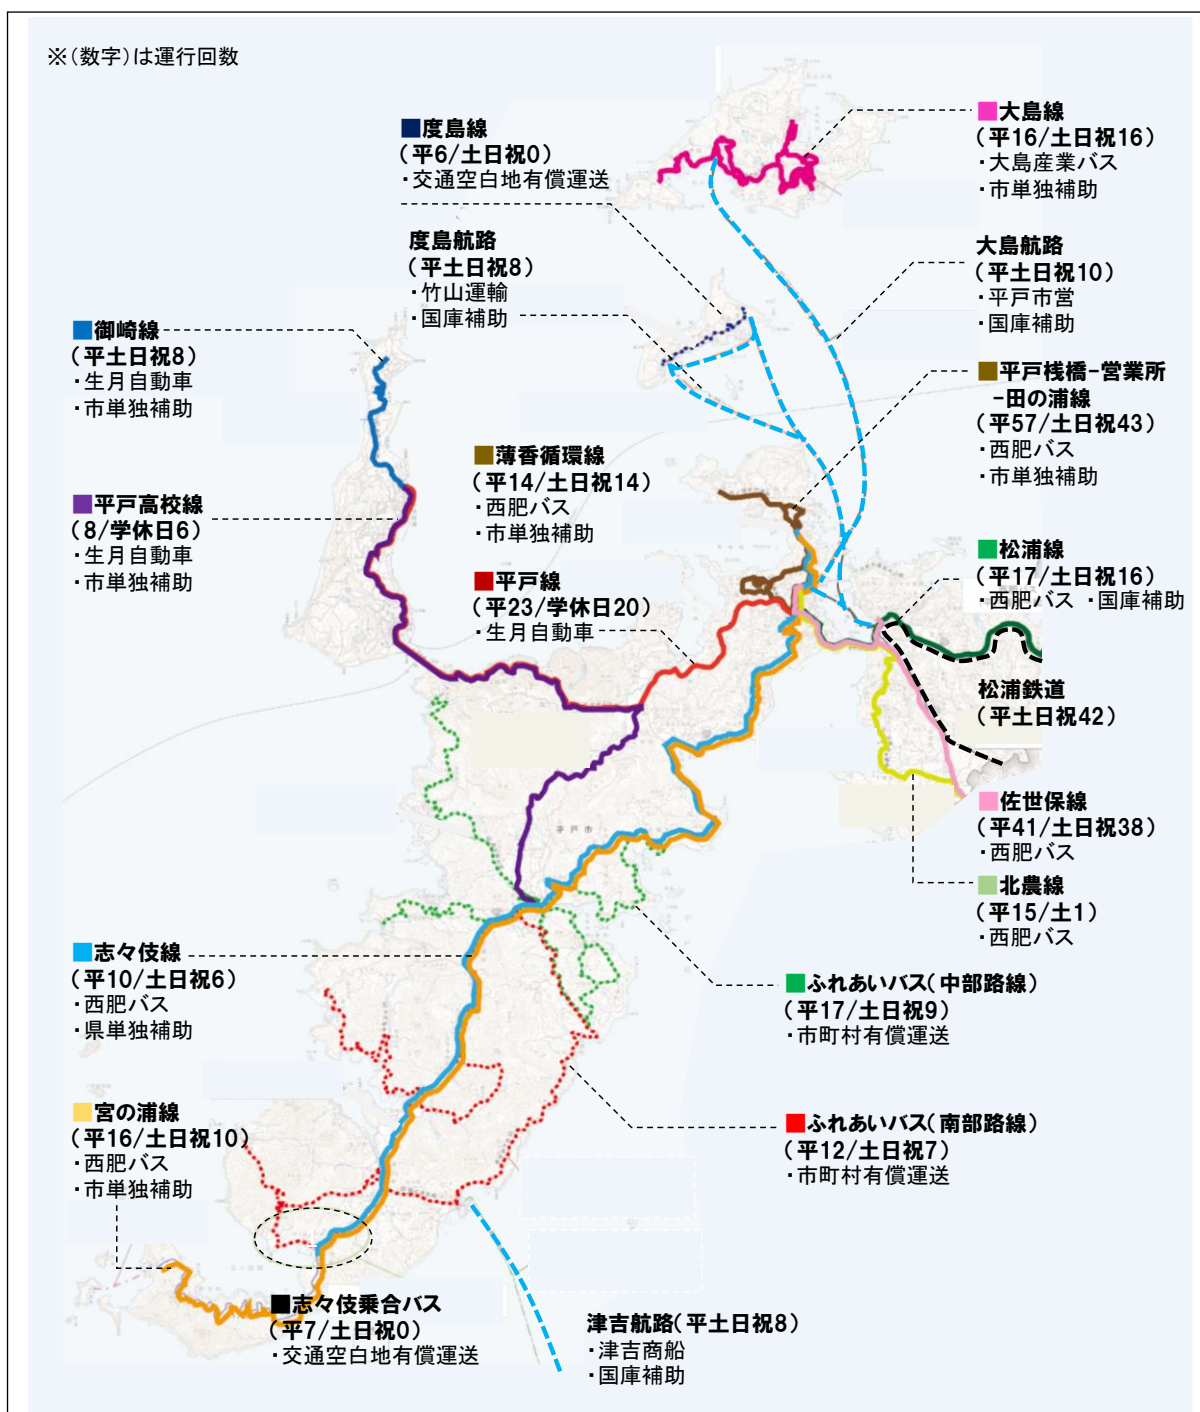 ※(数字)は運行回数
■度島線
(平6/土日祝0)
・交通空白地有償運送
■大島線
(平16/土日祝16)
・大島産業バス
・市単独補助
度島航路
(平土日祝8)
・竹山運輸
・国庫補助
大島航路
(平土日祝10)
・平戸市営
・国庫補助
■御崎線
(平土日祝8)
・生月自動車
・市単独補助
■平戸桟橋-営業所
-田の浦線
(平57/土日祝43)
・西肥バス
・市単独補助
■薄香循環線
(平14/土日祝14)
・西肥バス
・市単独補助
■平戸高校線
(8/学休日6)
・生月自動車
・市単独補助
■平戸線
(平23/学休日20)
・生月自動車
■松浦線
(平17/土日祝16)
・西肥バス ・国庫補助
松浦鉄道
(平土日祝42)
■佐世保線
(平41/土日祝38)
・西肥バス
平戸市
■北農線
(平15/土1)
・西肥バス
■志々伎線
(平10/土日祝6)
・西肥バス
・県単独補助
■ふれあいバス(中部路線)
(平17/土日祝9)
・市町村有償運送
■宮の浦線
(平16/土日祝10)
・西肥バス
・市単独補助
■ふれあいバス(南部路線)
(平12/土日祝7)
・市町村有償運送
■志々伎乗合バス
(平7/土日祝0)
・交通空白地有償運送
津吉航路(平土日祝8)
・津吉商船
・国庫補助